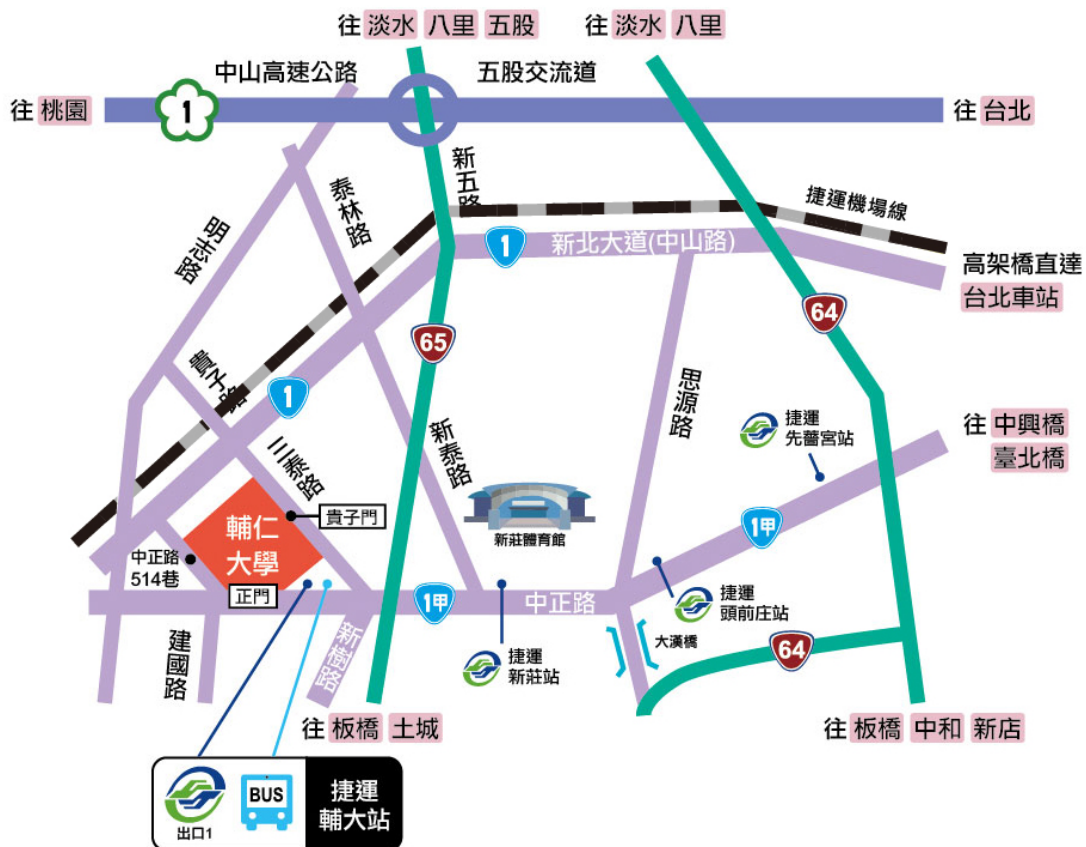 往 淡水 八里 五股
往 淡水 八里
中山高速公路
五股交流道
往 桃園
1
往 台北
新五路
泰林路
捷運機場線
明志路
1
新北大道(中山路)
高架橋直達
台北車站
64
65
貴子路
1
思源路
新泰路
捷運
先嗇宮站
往 中興橋
臺北橋
三泰路
貴子門
輔仁
大學
新莊體育館
1甲
中正路
514巷
正門
1甲
中正路
捷運
頭前庄站
大漢橋
64
建國路
新樹路
捷運
新莊站
往 板橋 土城
往 板橋 中和 新店
BUS
出口1
捷運
輔大站